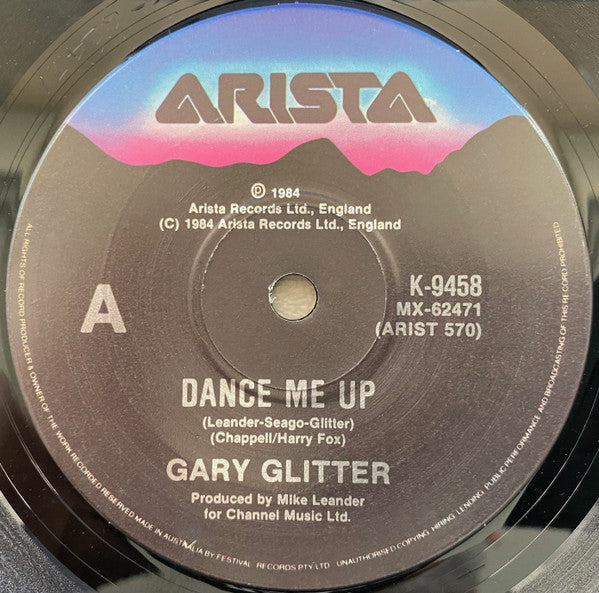 ARISTA
℗ 1984
Arista Records Ltd., England
(C) 1984 Arista Records Ltd., England
A
K-9458
MX-62471
(ARIST 570)
DANCE ME UP
(Leander-Seago-Glitter)
(Chappell/Harry Fox)
GARY GLITTER
Produced by Mike Leander
for Channel Music Ltd.
ALL RIGHTS OF RECORD PRODUCER & OWNER OF THE WORK RECORDED RESERVED MADE IN AUSTRALIA BY FESTIVAL RECORDS PTY LTD UNAUTHORISED COPYING, HIRING, LENDING, PUBLIC PERFORMANCE AND BROADCASTING OF THIS RECORD PROHIBITED